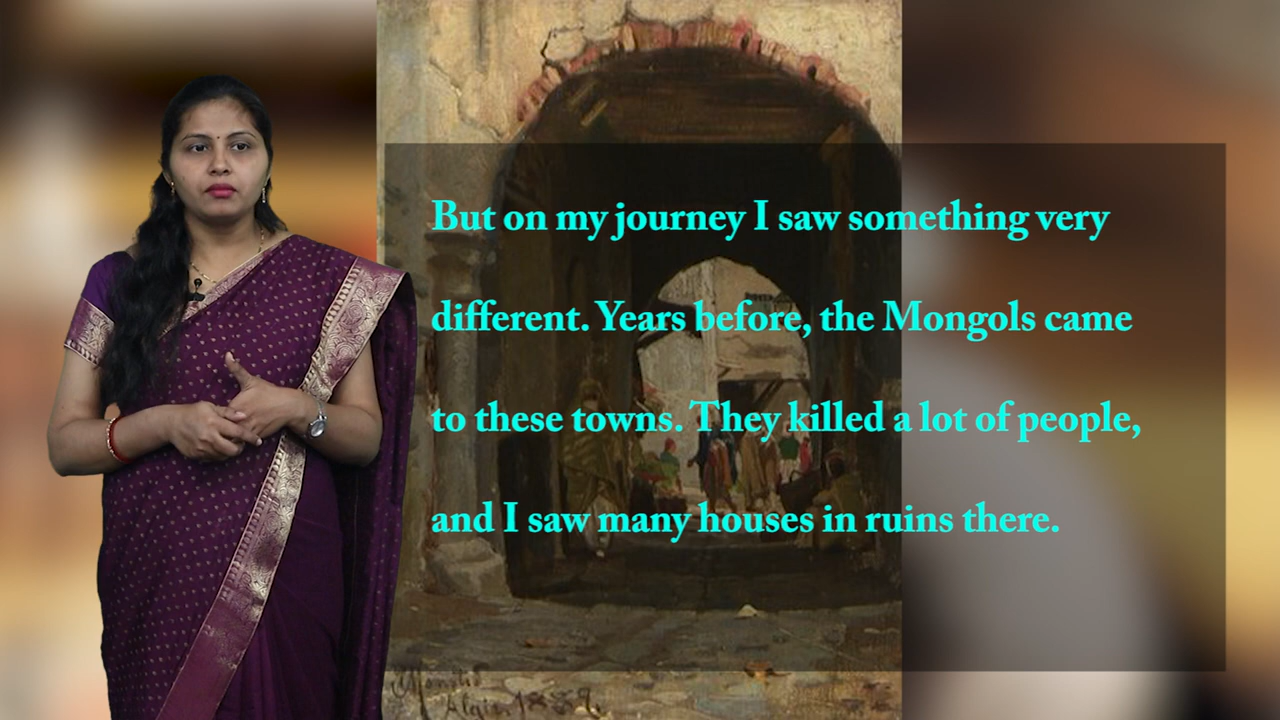 But on my journey I saw something very
different. Years before, the Mongols came
to these towns. They killed a lot of people,
and I saw many houses in ruins there.